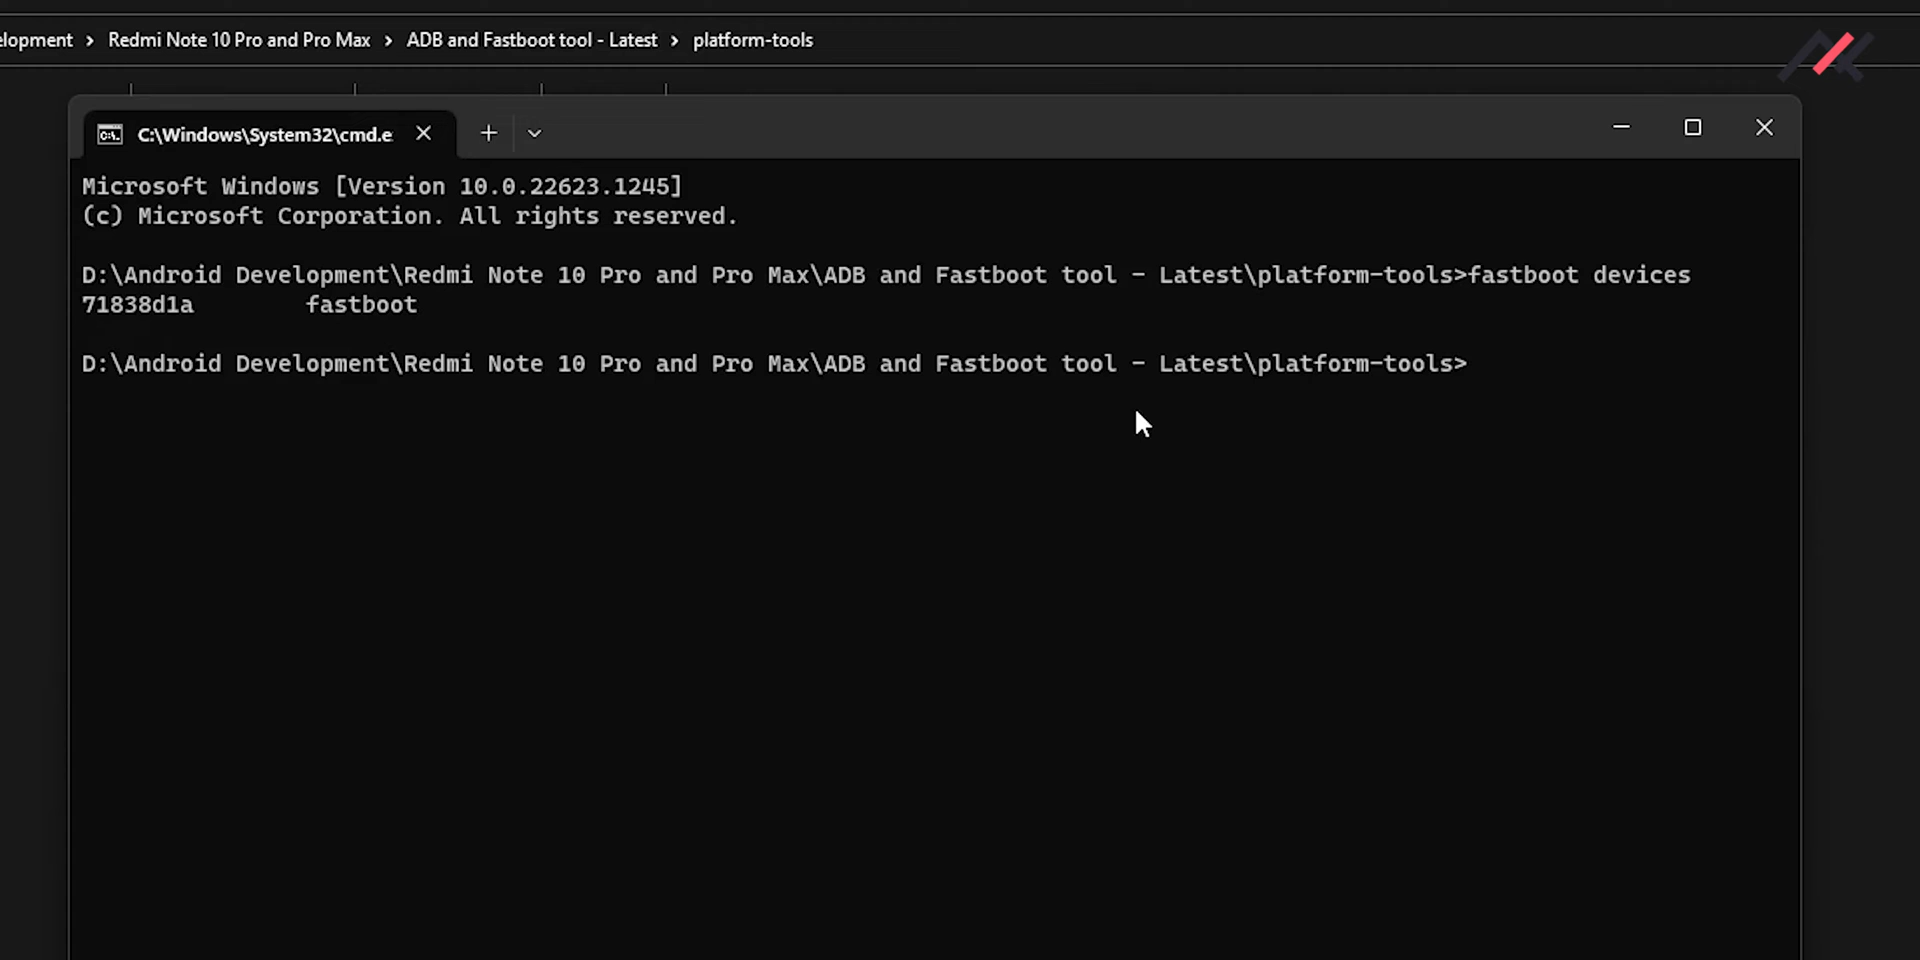 elopment > Redmi Note 10 Pro and Pro Max > ADB and Fastboot tool - Latest > platform-tools
C:\Windows\System32\cmd.e
Microsoft Windows [Version 10.0.22623.1245]
(c) Microsoft Corporation. All rights reserved.
D:\Android Development\Redmi Note 10 Pro and Pro Max\ADB and Fastboot tool - Latest\platform-tools>fastboot devices
71838d1a        fastboot
D:\Android Development\Redmi Note 10 Pro and Pro Max\ADB and Fastboot tool - Latest\platform-tools>